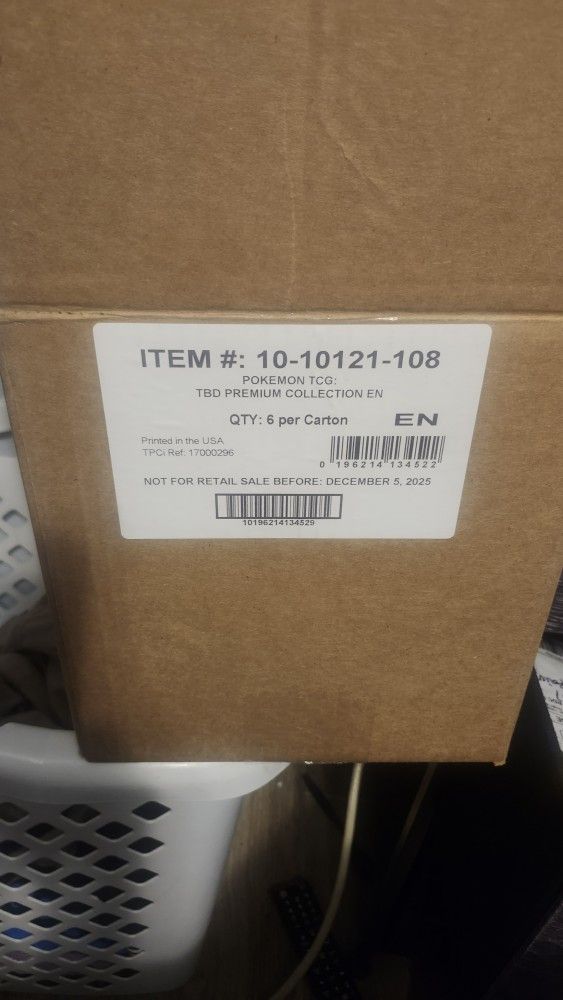 ITEM #: 10-10121-108
POKEMON TCG:
TBD PREMIUM COLLECTION EN
QTY: 6 per Carton
EN
Printed in the USA
TPCi Ref: 17000296
0 196214 134522
NOT FOR RETAIL SALE BEFORE: DECEMBER 5, 2025
10196214134529